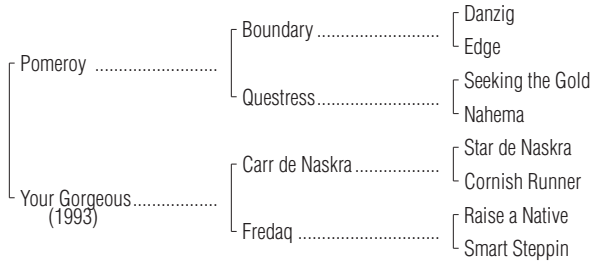 Danzig
Boundary ....................
Edge
Pomeroy ....................
Seeking the Gold
Questress....................
Nahema
Star de Naskra
Carr de Naskra..............
Cornish Runner
Your Gorgeous..............
(1993)
Raise a Native
Fredaq .......................
Smart Steppin